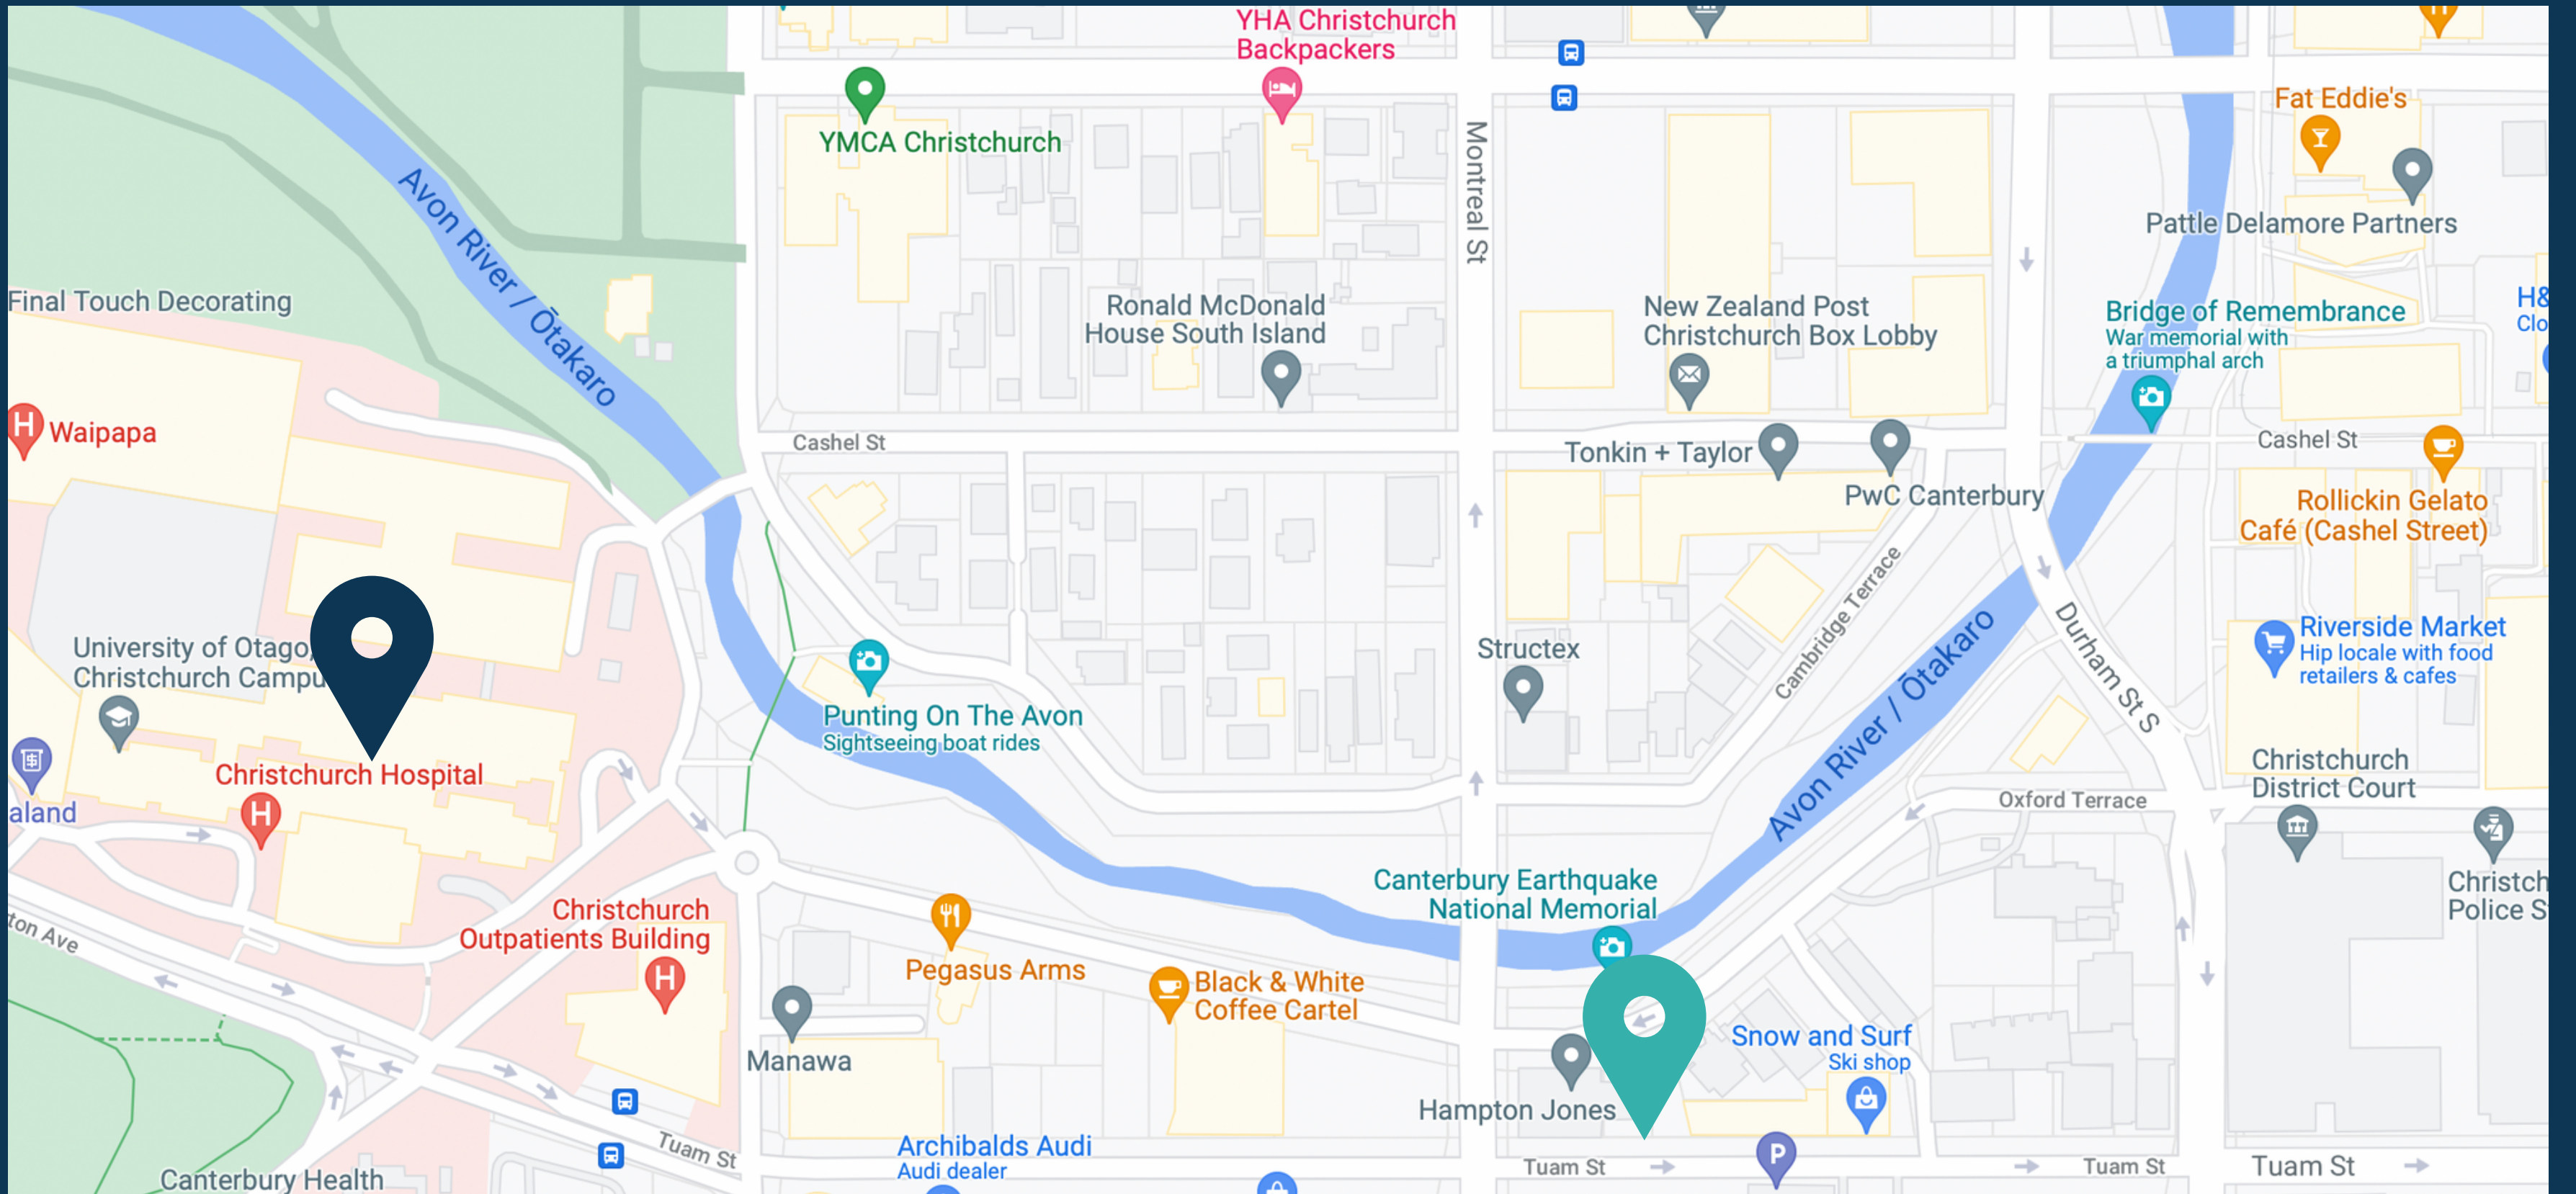 YHA Christchurch
Backpackers
YMCA Christchurch
Montreal St
Fat Eddie's
Pattle Delamore Partners
Avon River / Ōtakaro
Final Touch Decorating
Ronald McDonald
House South Island
New Zealand Post
Christchurch Box Lobby
Bridge of Remembrance
War memorial with
a triumphal arch
H&
Clo
H
Waipapa
Cashel St
Tonkin + Taylor
PwC Canterbury
Cashel St
Rollickin Gelato
Café (Cashel Street)
Cambridge Terrace
University of Otago,
Christchurch Campu
Structex
Avon River / Ōtakaro
Durham St S
Riverside Market
Hip locale with food
retailers & cafes
Punting On The Avon
Sightseeing boat rides
Christchurch
District Court
Christchurch Hospital
H
aland
Oxford Terrace
Christch
Police S
Canterbury Earthquake
National Memorial
Christchurch
Outpatients Building
H
ton Ave
Pegasus Arms
Black & White
Coffee Cartel
Manawa
Snow and Surf
Ski shop
Hampton Jones
Archibalds Audi
Audi dealer
Tuam St
Tuam St
P
Tuam St
Tuam St
Canterbury Health